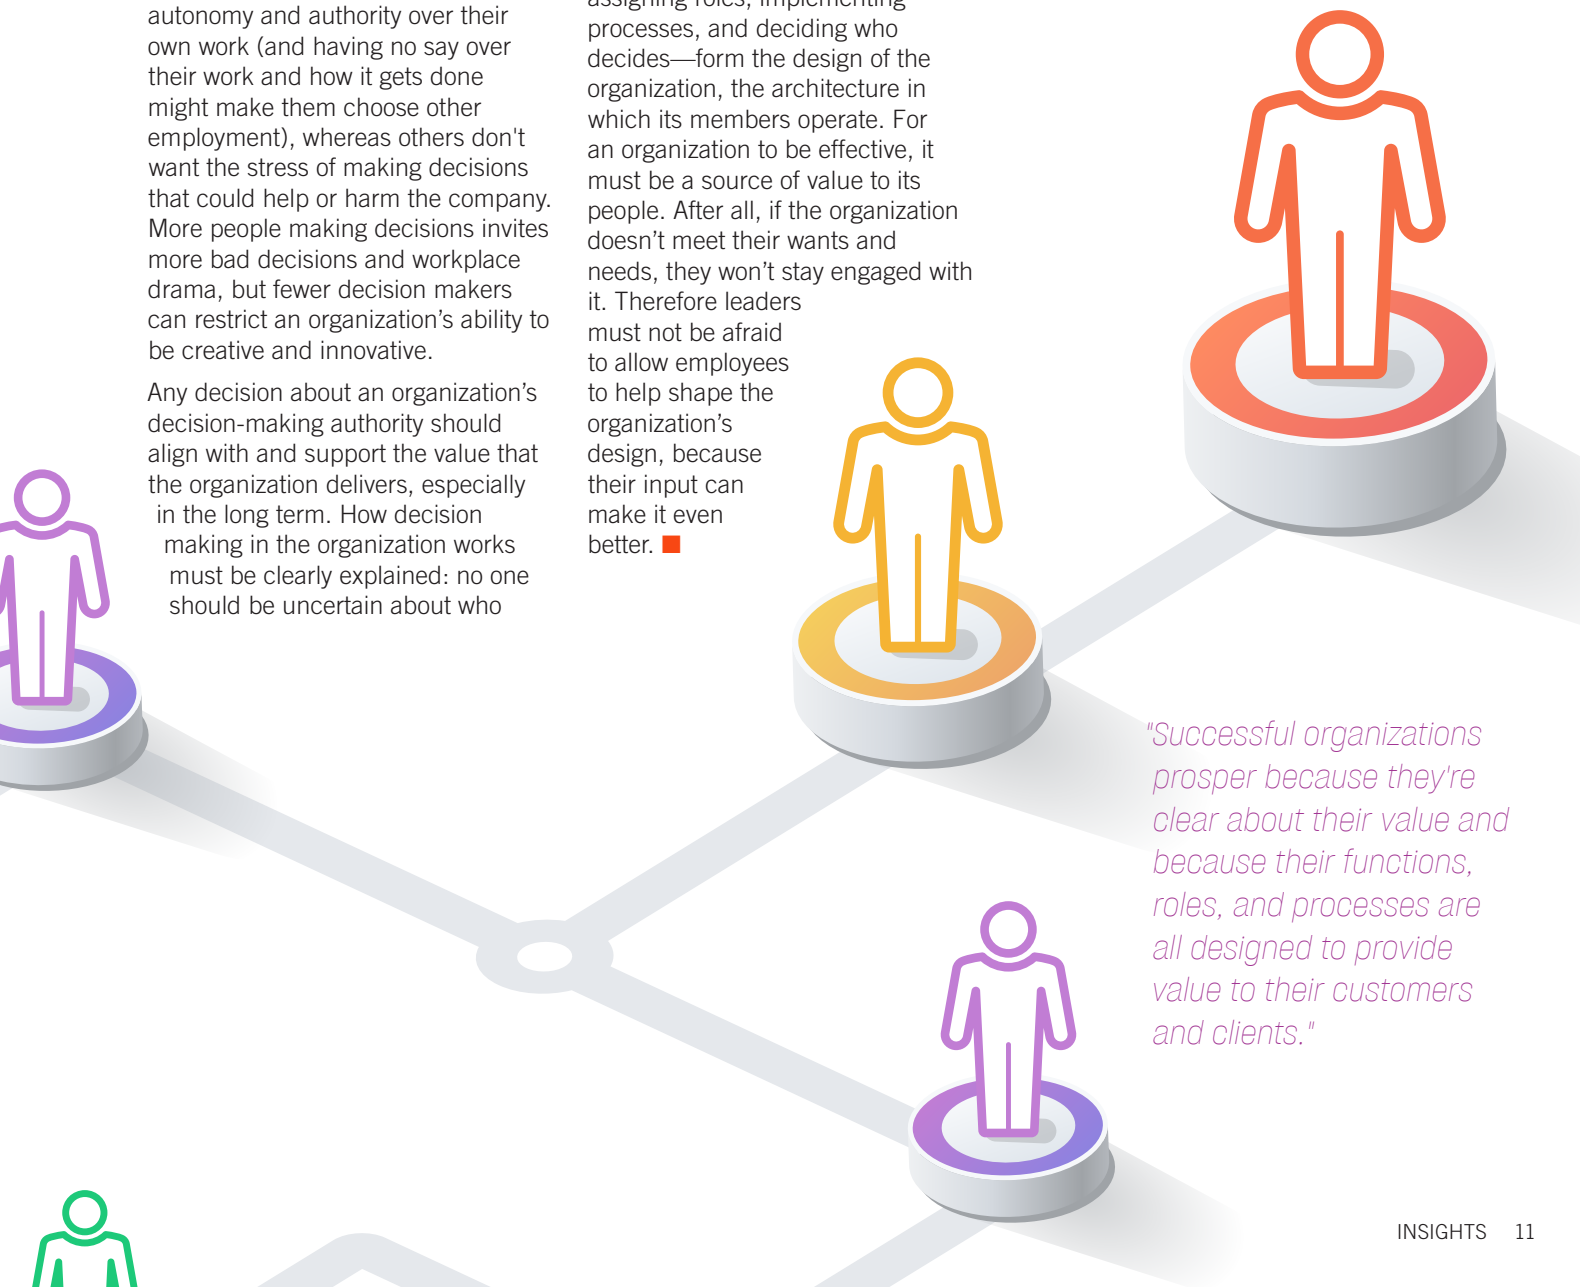 autonomy and authority over their
own work (and having no say over
their work and how it gets done
might make them choose other
employment), whereas others don't
want the stress of making decisions
that could help or harm the company.
More people making decisions invites
more bad decisions and workplace
drama, but fewer decision makers
can restrict an organization’s ability to
be creative and innovative.
Any decision about an organization’s
decision-making authority should
align with and support the value that
the organization delivers, especially
in the long term. How decision
making in the organization works
must be clearly explained: no one
should be uncertain about who
assigning roles, implementing
processes, and deciding who
decides—form the design of the
organization, the architecture in
which its members operate. For
an organization to be effective, it
must be a source of value to its
people. After all, if the organization
doesn’t meet their wants and
needs, they won’t stay engaged with
it. Therefore leaders
must not be afraid
to allow employees
to help shape the
organization’s
design, because
their input can
make it even
better.
"Successful organizations
prosper because they're
clear about their value and
because their functions,
roles, and processes are
all designed to provide
value to their customers
and clients."
INSIGHTS 11